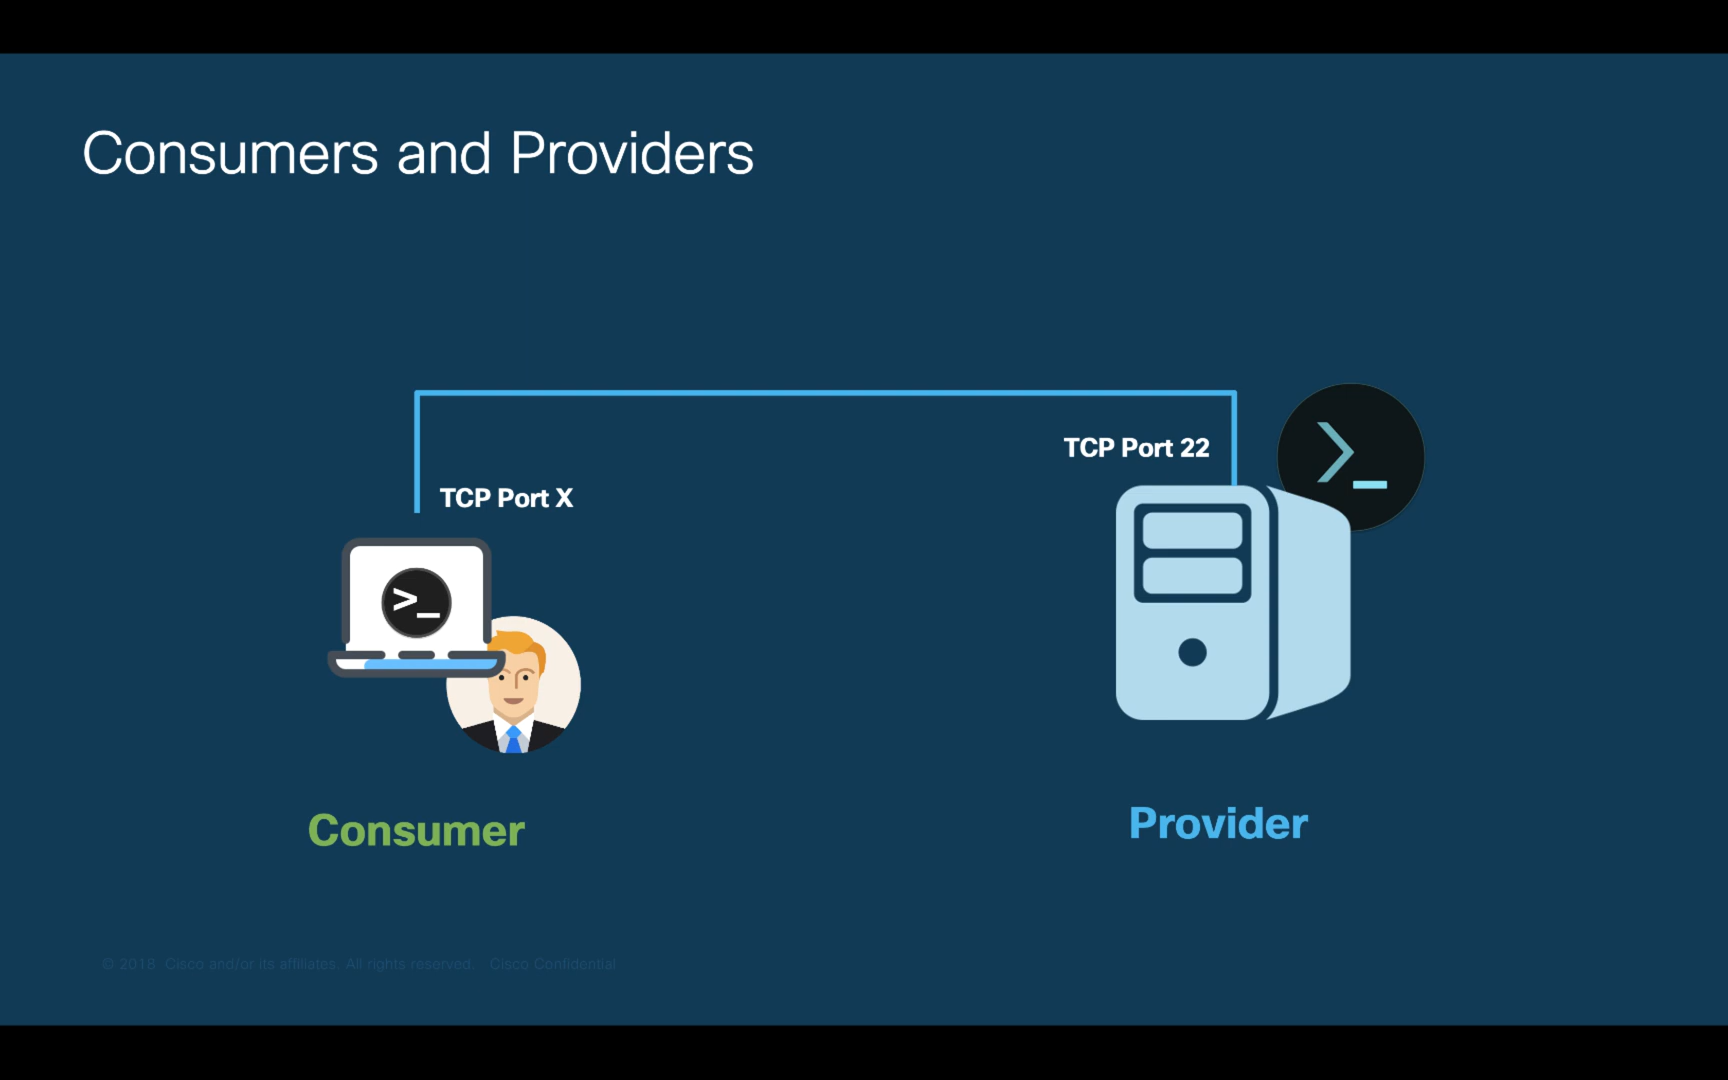 Consumers and Providers
TCP Port 22
TCP Port X
>_
>_
Consumer
Provider
© 2018 Cisco and/or its affiliates. All rights reserved. Cisco Confidential